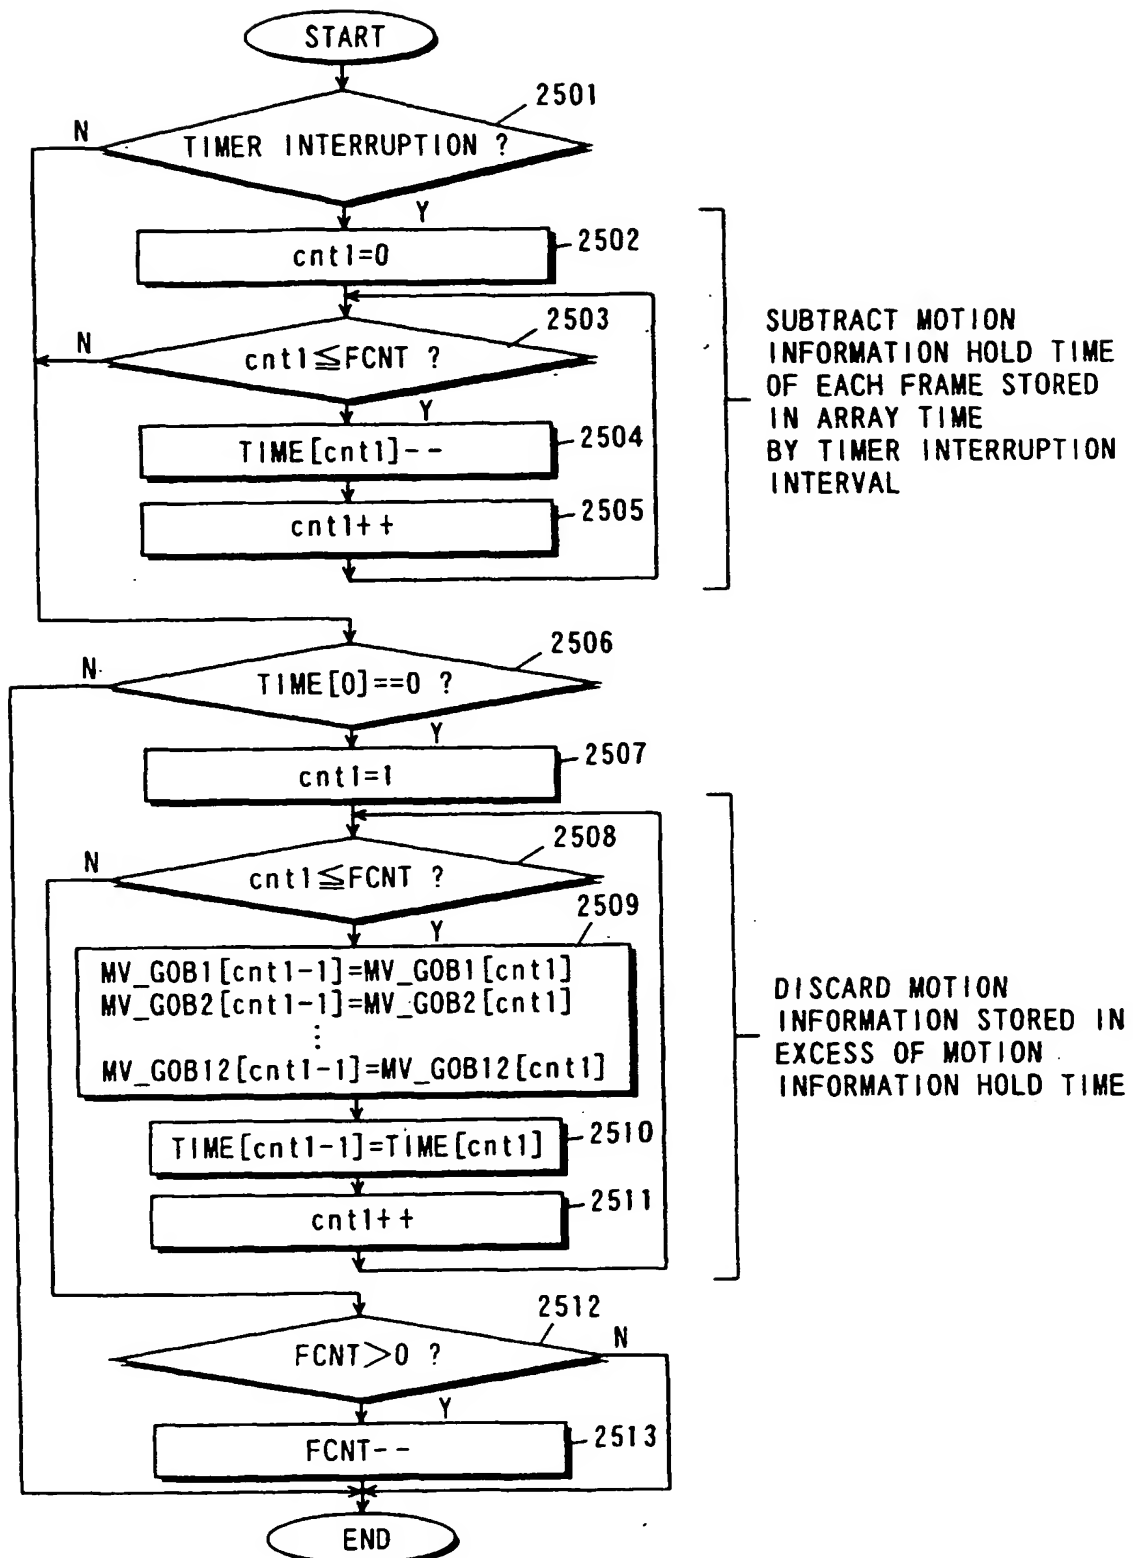 START
2501
N
TIMER INTERRUPTION ?
Y
2502
cnt1=0
2503
N
cnt1≦FCNT ?
Y
2504
TIME[cnt1]--
2505
cnt1++
SUBTRACT MOTION
INFORMATION HOLD TIME
OF EACH FRAME STORED
IN ARRAY TIME
BY TIMER INTERRUPTION
INTERVAL
2506
N
TIME[0]==0 ?
Y
2507
cnt1=1
2508
N
cnt1≦FCNT ?
Y
2509
MV_GOB1[cnt1-1]=MV_GOB1[cnt1]
MV_GOB2[cnt1-1]=MV_GOB2[cnt1]
⋮
MV_GOB12[cnt1-1]=MV_GOB12[cnt1]
2510
TIME[cnt1-1]=TIME[cnt1]
2511
cnt1++
DISCARD MOTION
INFORMATION STORED IN
EXCESS OF MOTION
INFORMATION HOLD TIME
2512
N
FCNT>0 ?
Y
2513
FCNT--
END